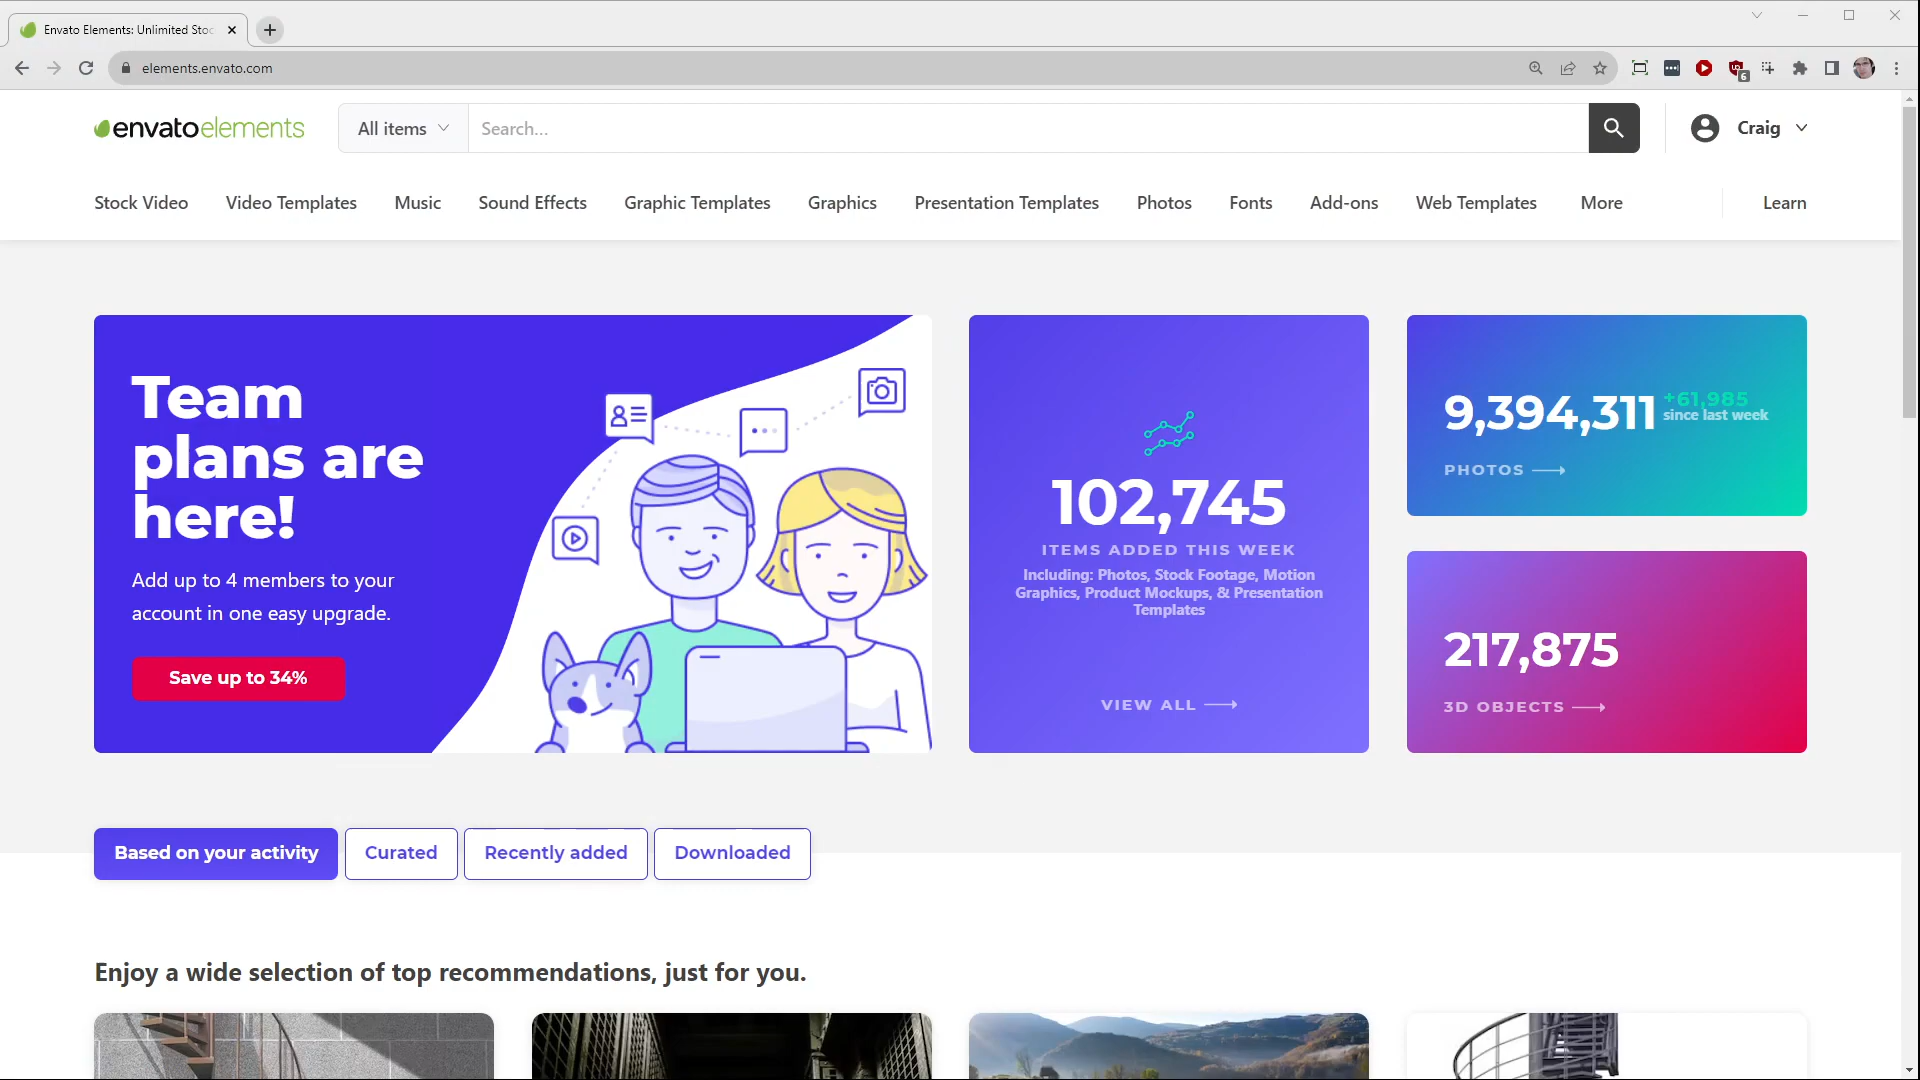 Envato Elements: Unlimited Stoc
elements.envato.com
6
envatoelements
All items
Search...
Craig
Stock Video
Video Templates
Music
Sound Effects
Graphic Templates
Graphics
Presentation Templates
Photos
Fonts
Add-ons
Web Templates
More
Learn
Team
plans are
here!
Add up to 4 members to your
account in one easy upgrade.
Save up to 34%
102,745
ITEMS ADDED THIS WEEK
Including: Photos, Stock Footage, Motion
Graphics, Product Mockups, & Presentation
Templates
VIEW ALL
9,394,311
+61,985
since last week
PHOTOS
217,875
3D OBJECTS
Based on your activity
Curated
Recently added
Downloaded
Enjoy a wide selection of top recommendations, just for you.